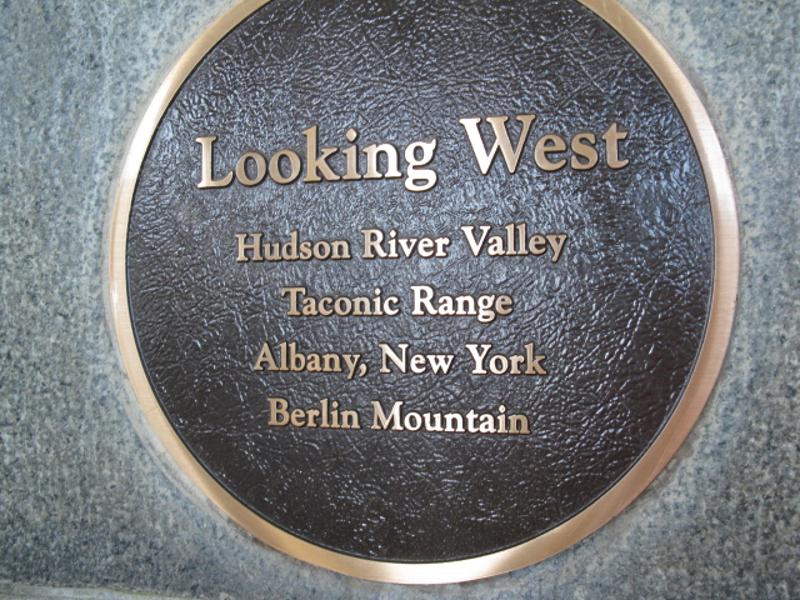 Looking West
Hudson River Valley
Taconic Range
Albany, New York
Berlin Mountain